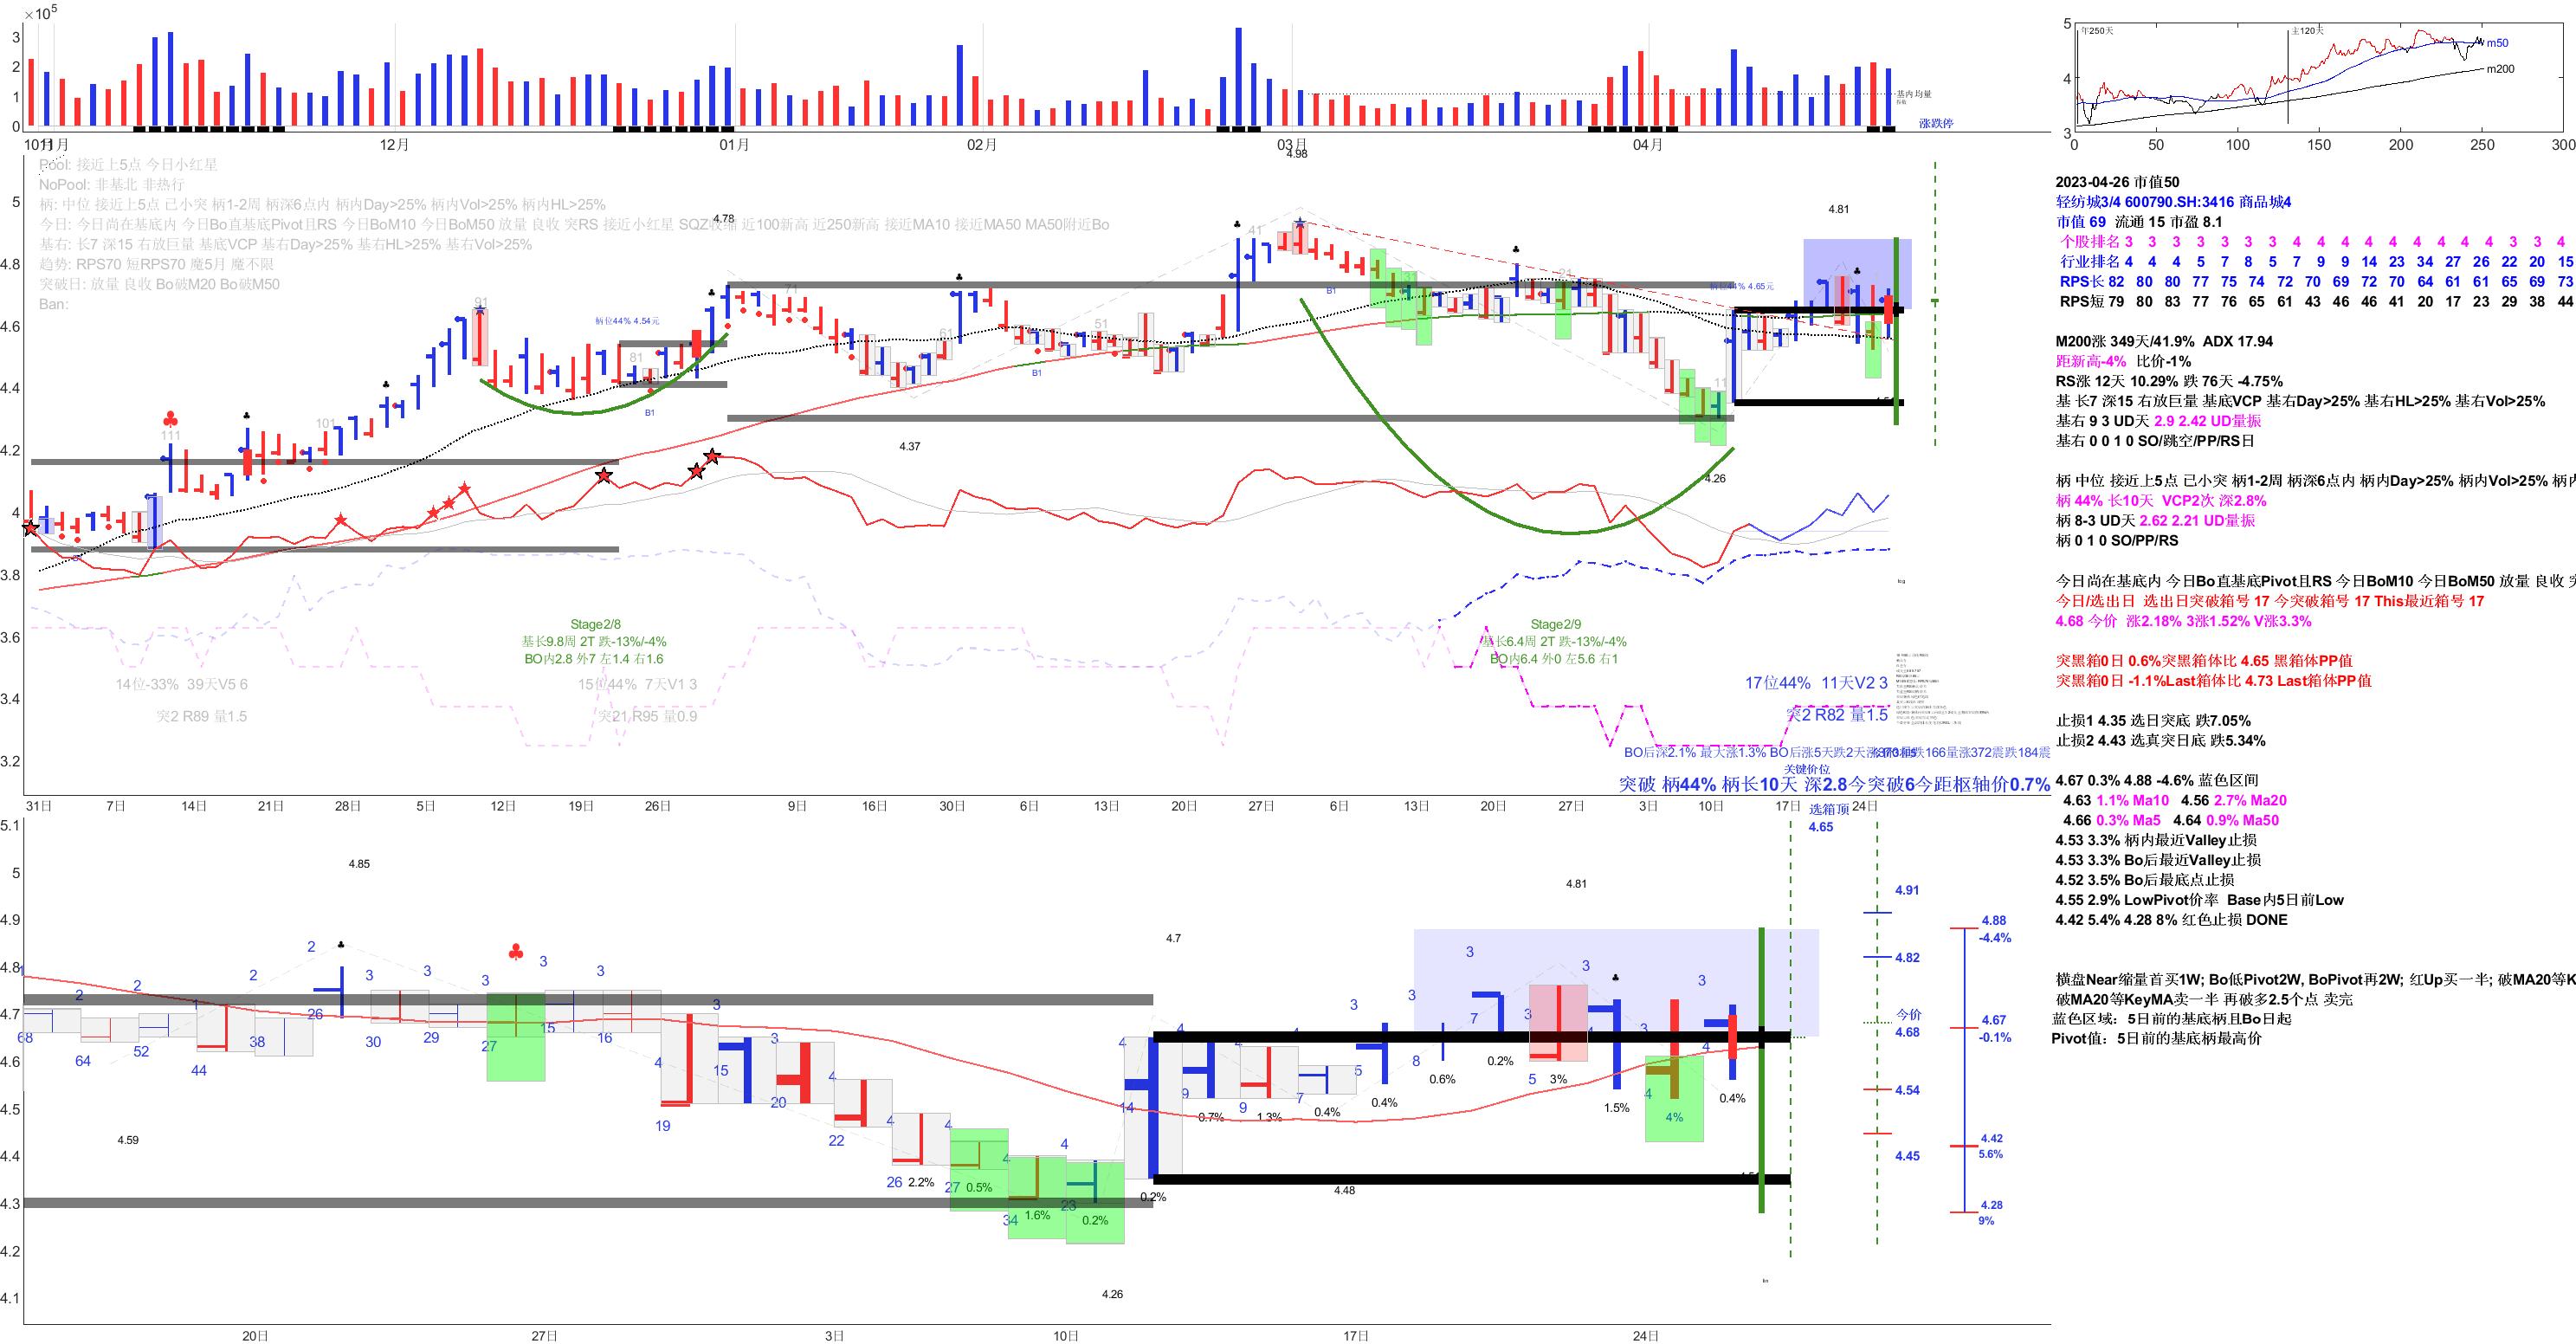 ×10⁵
3
2
1
0
10月
11月
12月
01月
02月
03月
04月
基内均量
涨跌停
4.98
Pool: 接近上5点 今日小红星
NoPool: 非基北 非热行
柄: 中位 接近上5点 已小突 柄1-2周 柄深6点内 柄内Day>25% 柄内Vol>25% 柄内HL>25%
今日: 今日尚在基底内 今日Bo直基底Pivot且RS 今日BoM10 今日BoM50 放量 良收 突RS 接近小红星 SQZ收缩 近100新高 近250新高 接近MA10 接近MA50 MA50附近Bo
基右: 长7 深15 右放巨量 基底VCP 基右Day>25% 基右HL>25% 基右Vol>25%
趋势: RPS70 短RPS70 魔5月 魔不限
突破日: 放量 良收 Bo破M20 Bo破M50
Ban:
5
4.8
4.6
4.4
4.2
4
3.8
3.6
3.4
3.2
4.78
4.81
111
101
91
81
71
61
51
41
21
11
柄位44% 4.54元
柄位44% 4.65元
B1
B1
B1
4.37
4.26
Stage2/8
基长9.8周 2T 跌-13%/-4%
BO内2.8 外7 左1.4 右1.6
Stage2/9
基长6.4周 2T 跌-13%/-4%
BO内6.4 外0 左5.6 右1
14位-33% 39天V5 6
突2 R89 量1.5
15位44% 7天V1 3
突21 R95 量0.9
17位44% 11天V2 3
突2 R82 量1.5
关键价位
突破 柄44% 柄长10天 深2.8今突破6今距枢轴价0.7%
31日
7日
14日
21日
28日
5日
12日
19日
26日
9日
16日
30日
6日
13日
20日
27日
6日
13日
20日
27日
3日
10日
17日
24日
选箱顶
4.65
5.1
5
4.9
4.8
4.7
4.6
4.5
4.4
4.3
4.2
4.1
4.85
4.59
4.7
4.81
4.48
4.26
68
64
52
44
38
26
30
29
27
15
16
19
15
20
22
26
2.2%
27
0.5%
34
1.6%
23
0.2%
0.2%
14
9
0.7%
9
1.3%
7
0.4%
5
0.4%
8
0.6%
7
0.2%
5
3%
1.5%
4%
0.4%
4.91
4.82
今价
4.68
4.54
4.45
4.88
-4.4%
4.67
-0.1%
4.42
5.6%
4.28
9%
20日
27日
3日
10日
17日
24日
5
4
3
年250天
主120天
m50
m200
0
50
100
150
200
250
300
2023-04-26 市值50
轻纺城3/4 600790.SH:3416 商品城4
市值 69 流通 15 市盈 8.1
个股排名 3 3 3 3 3 3 3 4 4 4 4 4 4 4 4 3 3 4
行业排名 4 4 4 5 7 8 5 7 9 9 14 23 34 27 26 22 20 15
RPS长 82 80 80 77 75 74 72 70 69 72 70 64 61 61 65 69 73
RPS短 79 80 83 77 76 65 61 43 46 46 41 20 17 23 29 38 44
M200涨 349天/41.9% ADX 17.94
距新高-4% 比价-1%
RS涨 12天 10.29% 跌 76天 -4.75%
基 长7 深15 右放巨量 基底VCP 基右Day>25% 基右HL>25% 基右Vol>25%
基右 9 3 UD天 2.9 2.42 UD量振
基右 0 0 1 0 SO/跳空/PP/RS日
柄 中位 接近上5点 已小突 柄1-2周 柄深6点内 柄内Day>25% 柄内Vol>25% 柄内
柄 44% 长10天 VCP2次 深2.8%
柄 8-3 UD天 2.62 2.21 UD量振
柄 0 1 0 SO/PP/RS
今日尚在基底内 今日Bo直基底Pivot且RS 今日BoM10 今日BoM50 放量 良收
今日/选出日 选出日突破箱号 17 今突破箱号 17 This最近箱号 17
4.68 今价 涨2.18% 3涨1.52% V涨3.3%
突黑箱0日 0.6%突黑箱体比 4.65 黑箱体PP值
突黑箱0日 -1.1%Last箱体比 4.73 Last箱体PP值
止损1 4.35 选日突底 跌7.05%
止损2 4.43 选真突日底 跌5.34%
4.67 0.3% 4.88 -4.6% 蓝色区间
4.63 1.1% Ma10 4.56 2.7% Ma20
4.66 0.3% Ma5 4.64 0.9% Ma50
4.53 3.3% 柄内最近Valley止损
4.53 3.3% Bo后最近Valley止损
4.52 3.5% Bo后最底点止损
4.55 2.9% LowPivot价率 Base内5日前Low
4.42 5.4% 4.28 8% 红色止损 DONE
横盘Near缩量首买1W; Bo低Pivot2W, BoPivot再2W; 红Up买一半; 破MA20等K
破MA20等KeyMA卖一半 再破多2.5个点 卖完
蓝色区域：5日前的基底柄且Bo日起
Pivot值：5日前的基底柄最高价